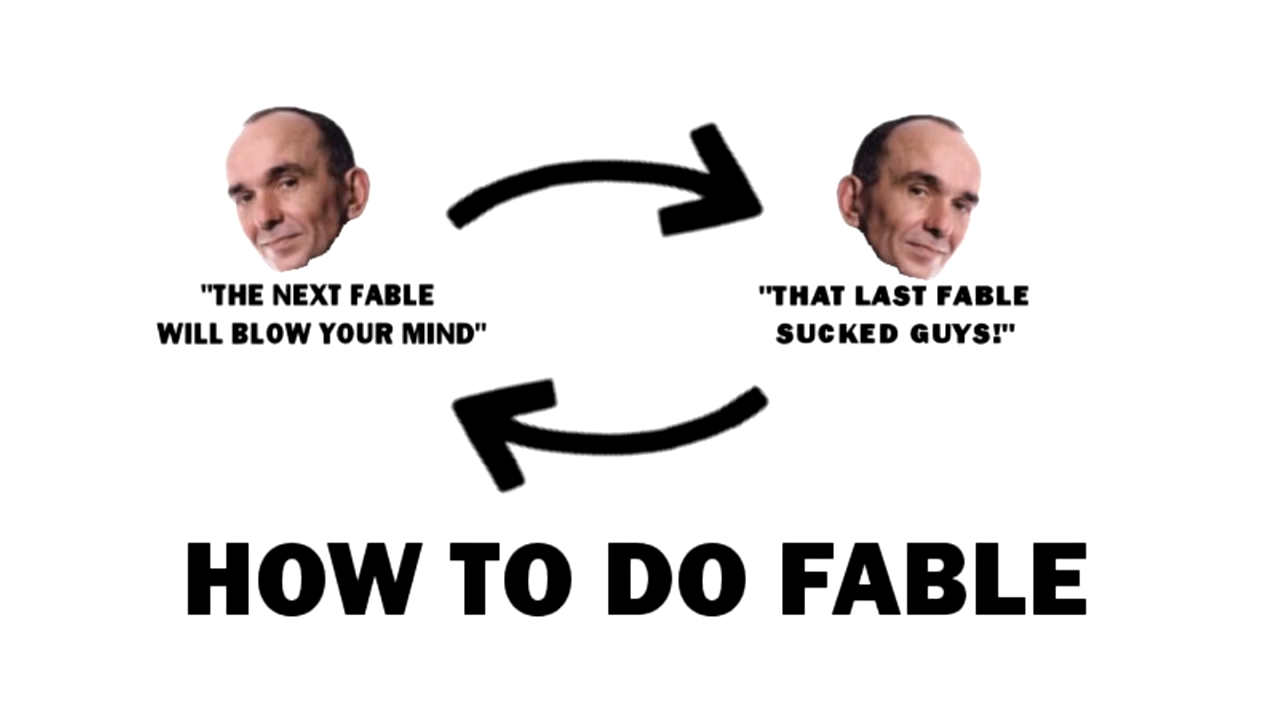 "THE NEXT FABLE
WILL BLOW YOUR MIND"
"THAT LAST FABLE
SUCKED GUYS!"
HOW TO DO FABLE